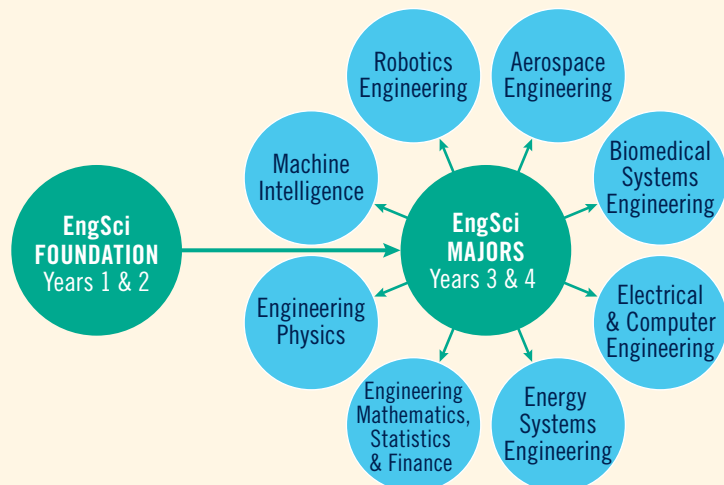 EngSci
FOUNDATION
Years 1 & 2
EngSci
MAJORS
Years 3 & 4
Robotics
Engineering
Aerospace
Engineering
Biomedical
Systems
Engineering
Electrical
& Computer
Engineering
Energy
Systems
Engineering
Engineering
Mathematics,
Statistics
& Finance
Engineering
Physics
Machine
Intelligence